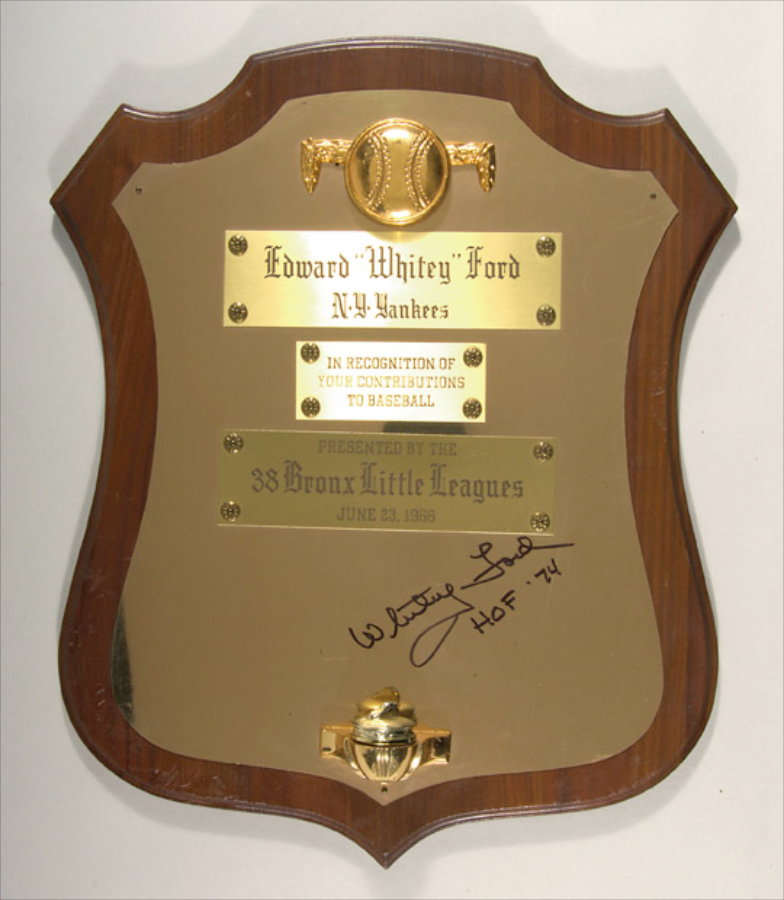 Edward "Whitey" Ford
N·Y· Yankees
IN RECOGNITION OF
YOUR CONTRIBUTIONS
TO BASEBALL
PRESENTED BY THE
38 Bronx Little Leagues
JUNE 23, 1966
Whitey Ford
HOF '74